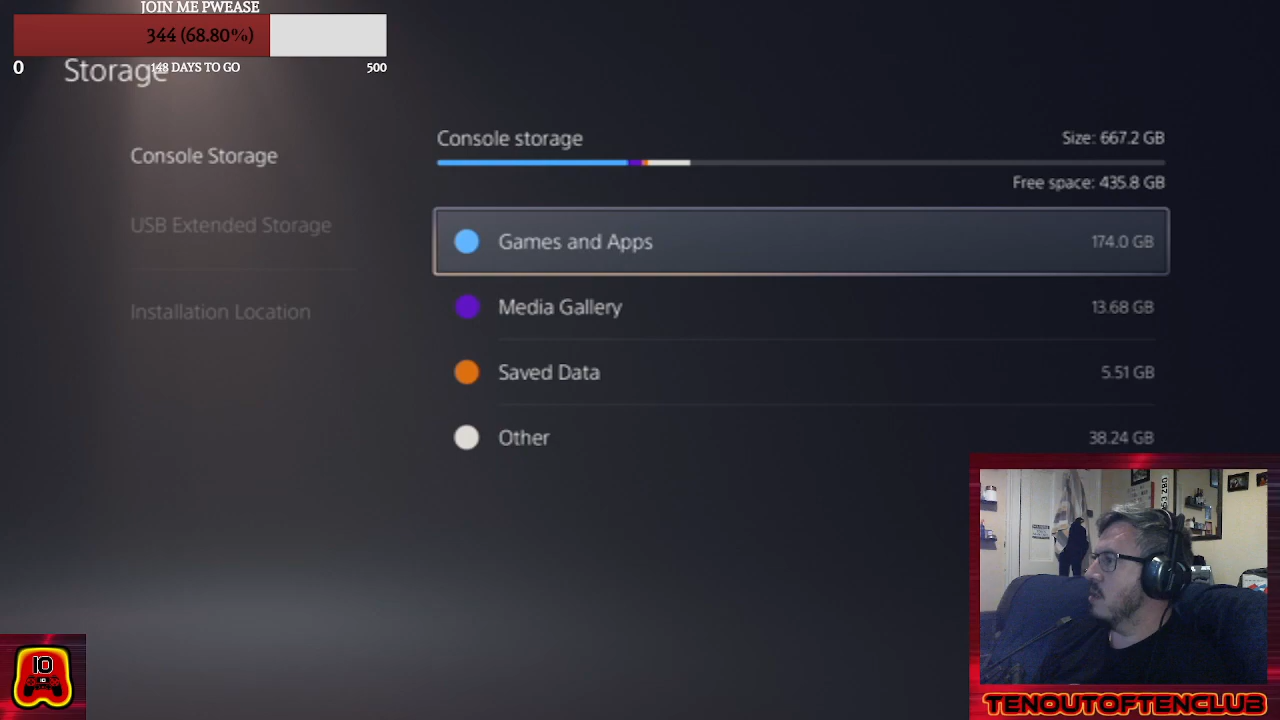 JOIN ME PWEASE
344 (68.80%)
0
148 DAYS TO GO
500
Storage
Console Storage
USB Extended Storage
Installation Location
Console storage
Size: 667.2 GB
Free space: 435.8 GB
Games and Apps
174.0 GB
Media Gallery
13.68 GB
Saved Data
5.51 GB
Other
38.24 GB
10
TENOUTOFTENCLUB